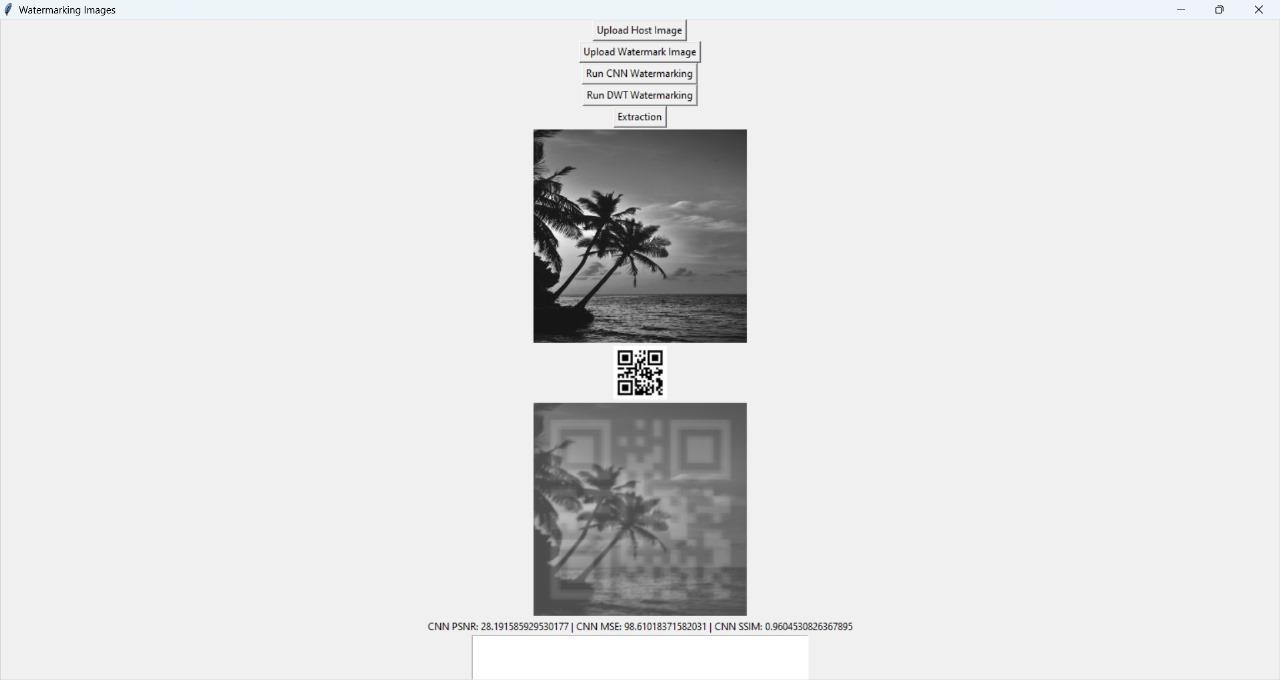 Watermarking Images
Upload Host Image
Upload Watermark Image
Run CNN Watermarking
Run DWT Watermarking
Extraction
CNN PSNR: 28.191585929530177 | CNN MSE: 98.61018371582031 | CNN SSIM: 0.9604530826367895